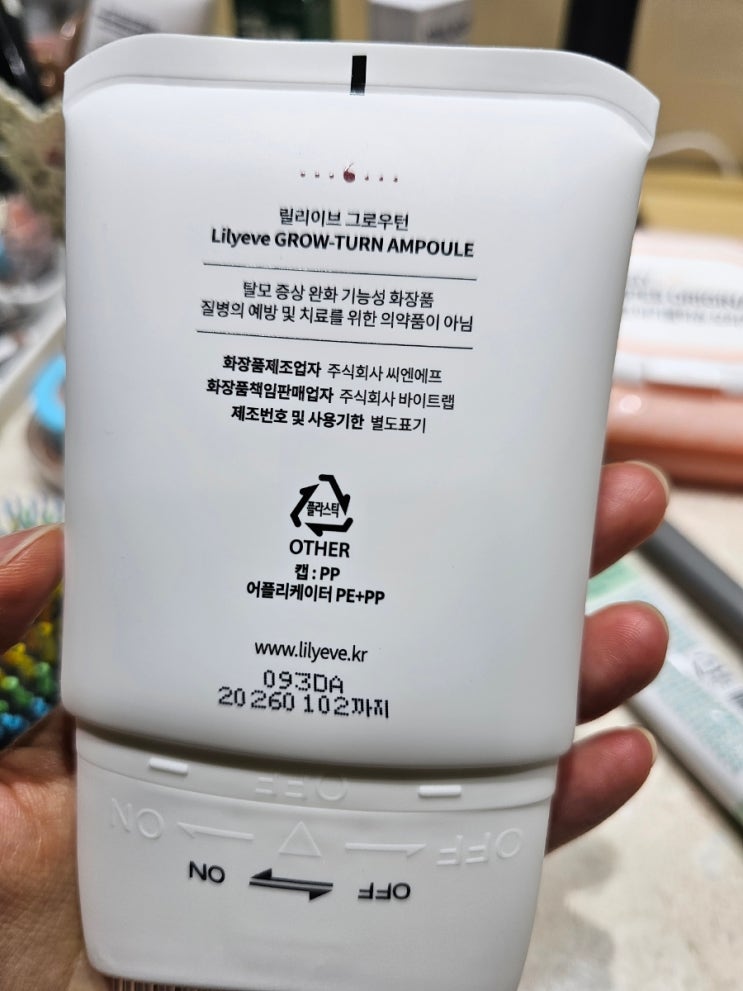 릴리이브 그로우턴
Lilyeve GROW-TURN AMPOULE
탈모 증상 완화 기능성 화장품
질병의 예방 및 치료를 위한 의약품이 아님
화장품제조업자 주식회사 씨엔에프
화장품책임판매업자 주식회사 바이트랩
제조번호 및 사용기한 별도표기
플라스틱
OTHER
캡 : PP
어플리케이터 PE+PP
www.lilyeve.kr
093DA
20260102까지
OFF
ON OFF
ON OFF